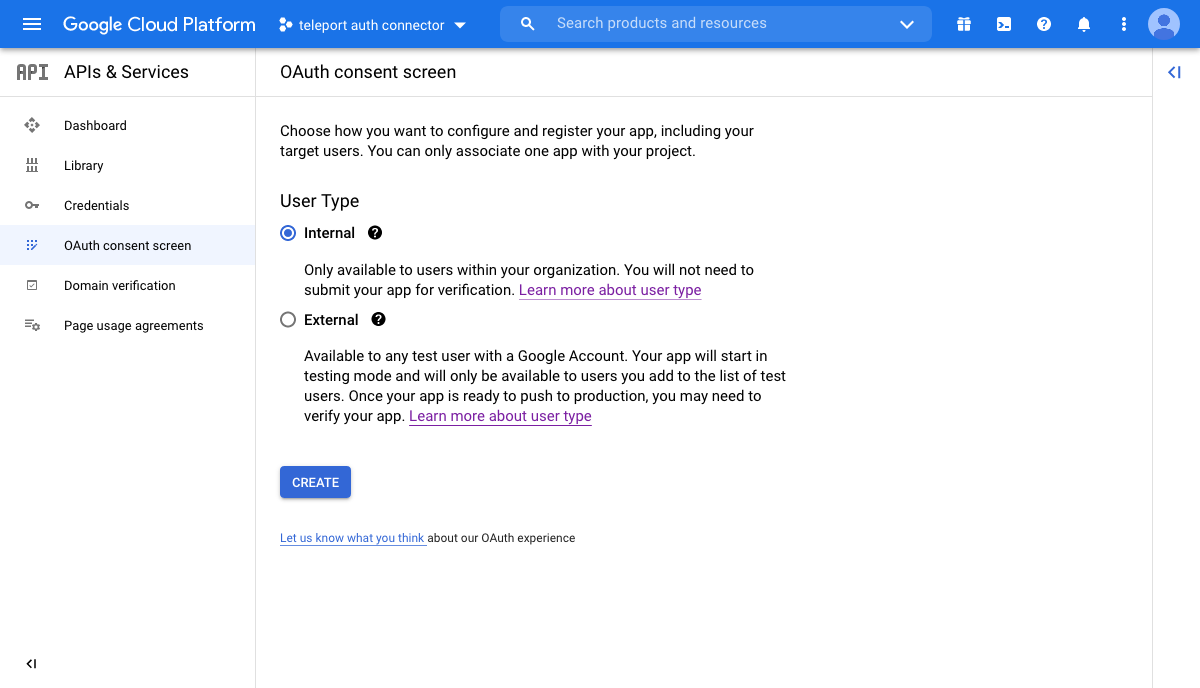 Google Cloud Platform
teleport auth connector
Search products and resources
API APIs & Services
OAuth consent screen
Dashboard
Library
Credentials
OAuth consent screen
Domain verification
Page usage agreements
Choose how you want to configure and register your app, including your
target users. You can only associate one app with your project.
User Type
Internal
Only available to users within your organization. You will not need to
submit your app for verification. Learn more about user type
External
Available to any test user with a Google Account. Your app will start in
testing mode and will only be available to users you add to the list of test
users. Once your app is ready to push to production, you may need to
verify your app. Learn more about user type
CREATE
Let us know what you think about our OAuth experience